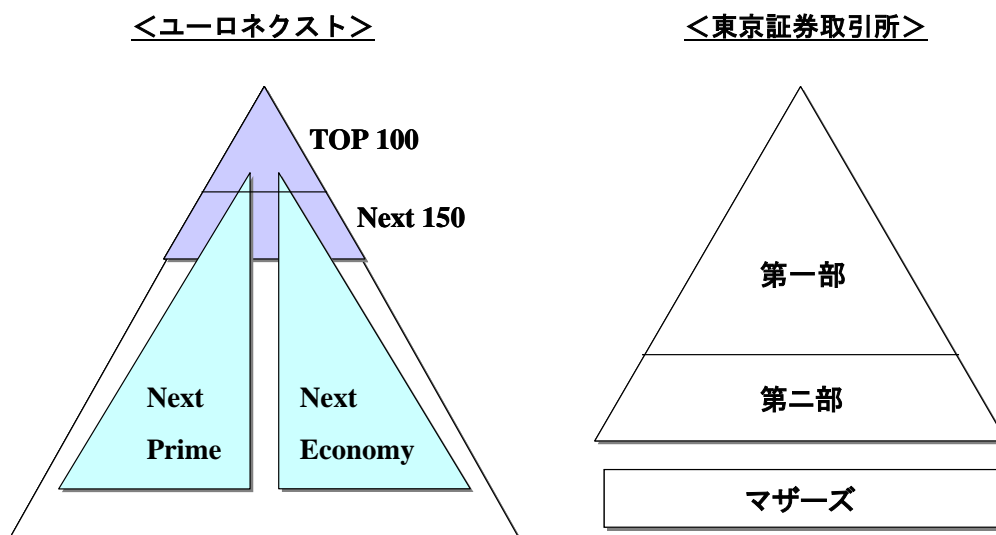 ＜ユーロネクスト＞
TOP 100
Next 150
Next
Prime
Next
Economy
＜東京証券取引所＞
第一部
第二部
マザーズ